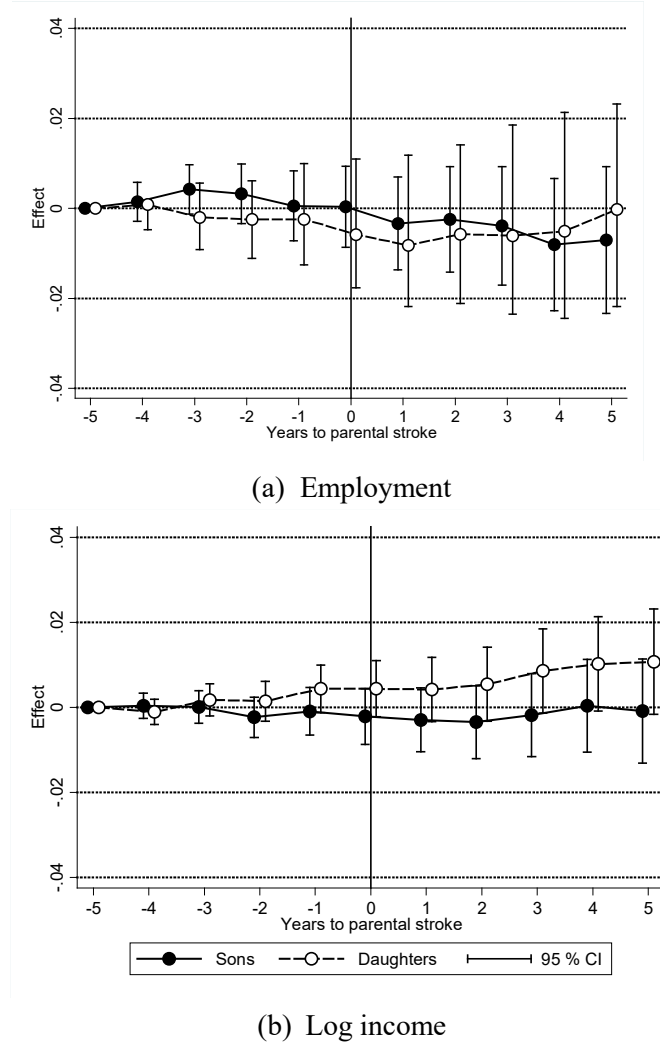 .04
.02
0
-.02
-.04
Effect
-5 -4 -3 -2 -1 0 1 2 3 4 5
Years to parental stroke
(a) Employment
.04
.02
0
-.02
-.04
Effect
-5 -4 -3 -2 -1 0 1 2 3 4 5
Years to parental stroke
Sons Daughters 95 % CI
(b) Log income